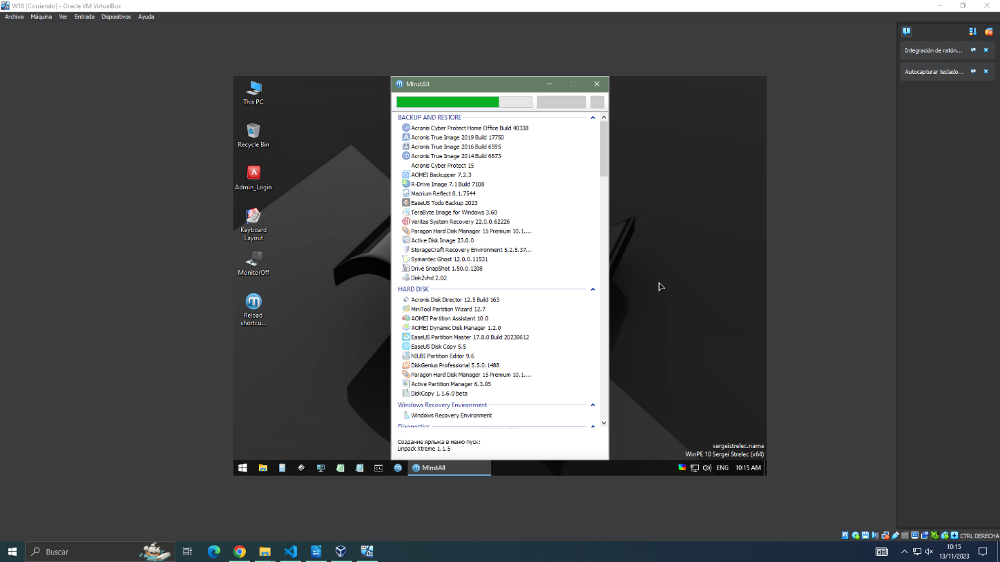 W10 [Corriendo] - Oracle VM VirtualBox
Archivo Máquina Ver Entrada Dispositivos Ayuda
Integración de ratón...
Autocapturar teclado...
This PC
Recycle Bin
Admin_Login
Keyboard
Layout
MonitorOff
Reload
shortcu...
MInstAll
BACKUP AND RESTORE
Acronis Cyber Protect Home Office Build 40338
Acronis True Image 2019 Build 17750
Acronis True Image 2016 Build 6595
Acronis True Image 2014 Build 6673
Acronis Cyber Protect 15
AOMEI Backupper 7.2.3
R-Drive Image 7.1 Build 7108
Macrium Reflect 8.1.7544
EaseUS Todo Backup 2023
TeraByte Image for Windows 3.60
Veritas System Recovery 22.0.0.62226
Paragon Hard Disk Manager 15 Premium 10.1....
Active Disk Image 23.0.0
StorageCraft Recovery Environment 5.2.5.37...
Symantec Ghost 12.0.0.11531
Drive SnapShot 1.50.0.1208
Disk2vhd 2.02
HARD DISK
Acronis Disk Director 12.5 Build 163
MiniTool Partition Wizard 12.7
AOMEI Partition Assistant 10.0
AOMEI Dynamic Disk Manager 1.2.0
EaseUS Partition Master 17.8.0 Build 20230612
EaseUS Disk Copy 5.5
NIUBI Partition Editor 9.6
DiskGenius Professional 5.5.0.1488
Paragon Hard Disk Manager 15 Premium 10.1....
Active Partition Manager 6.3.05
DiskCopy 1.1.6.0 beta
Windows Recovery Environment
Windows Recovery Environment
Diagnostics
Создание ярлыка в меню пуск:
Linpack Xtreme 1.1.5
sergeistrelec.name
WinPE 10 Sergei Strelec (x64)
MInstAll
ENG 10:15 AM
CTRL DERECHA
Buscar
10:15
13/11/2023